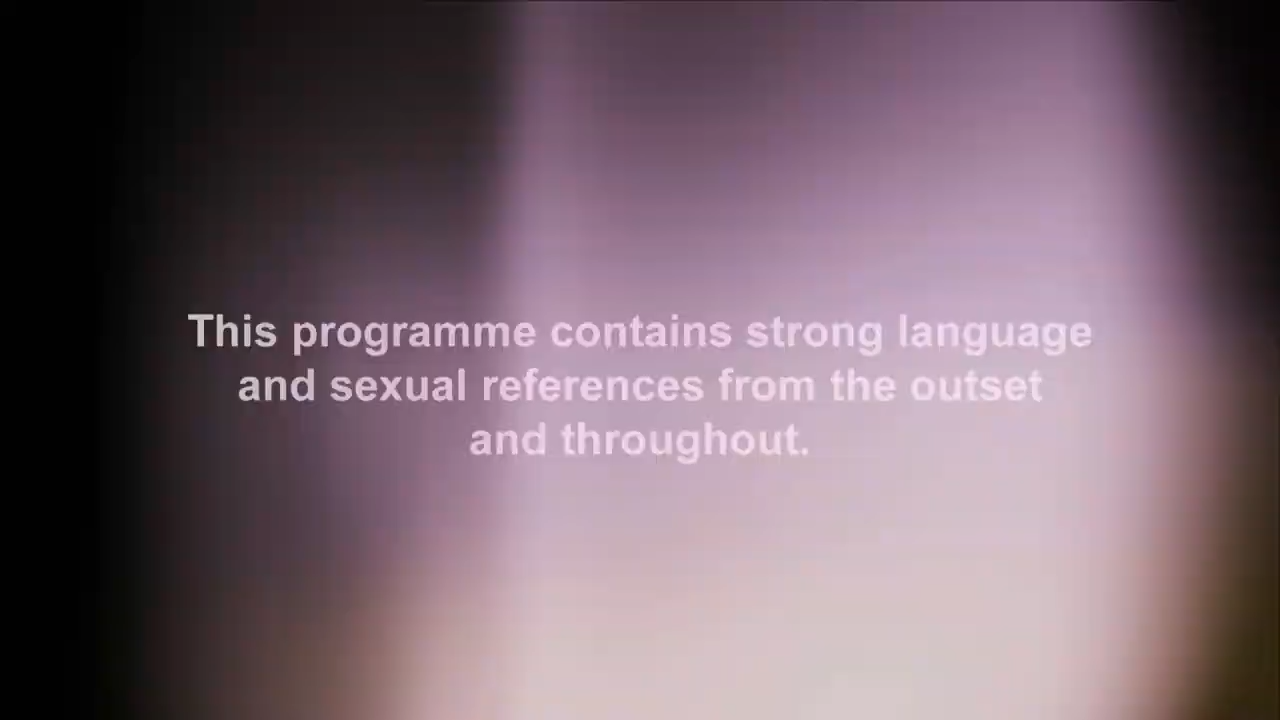 This programme contains strong language
and sexual references from the outset
and throughout.